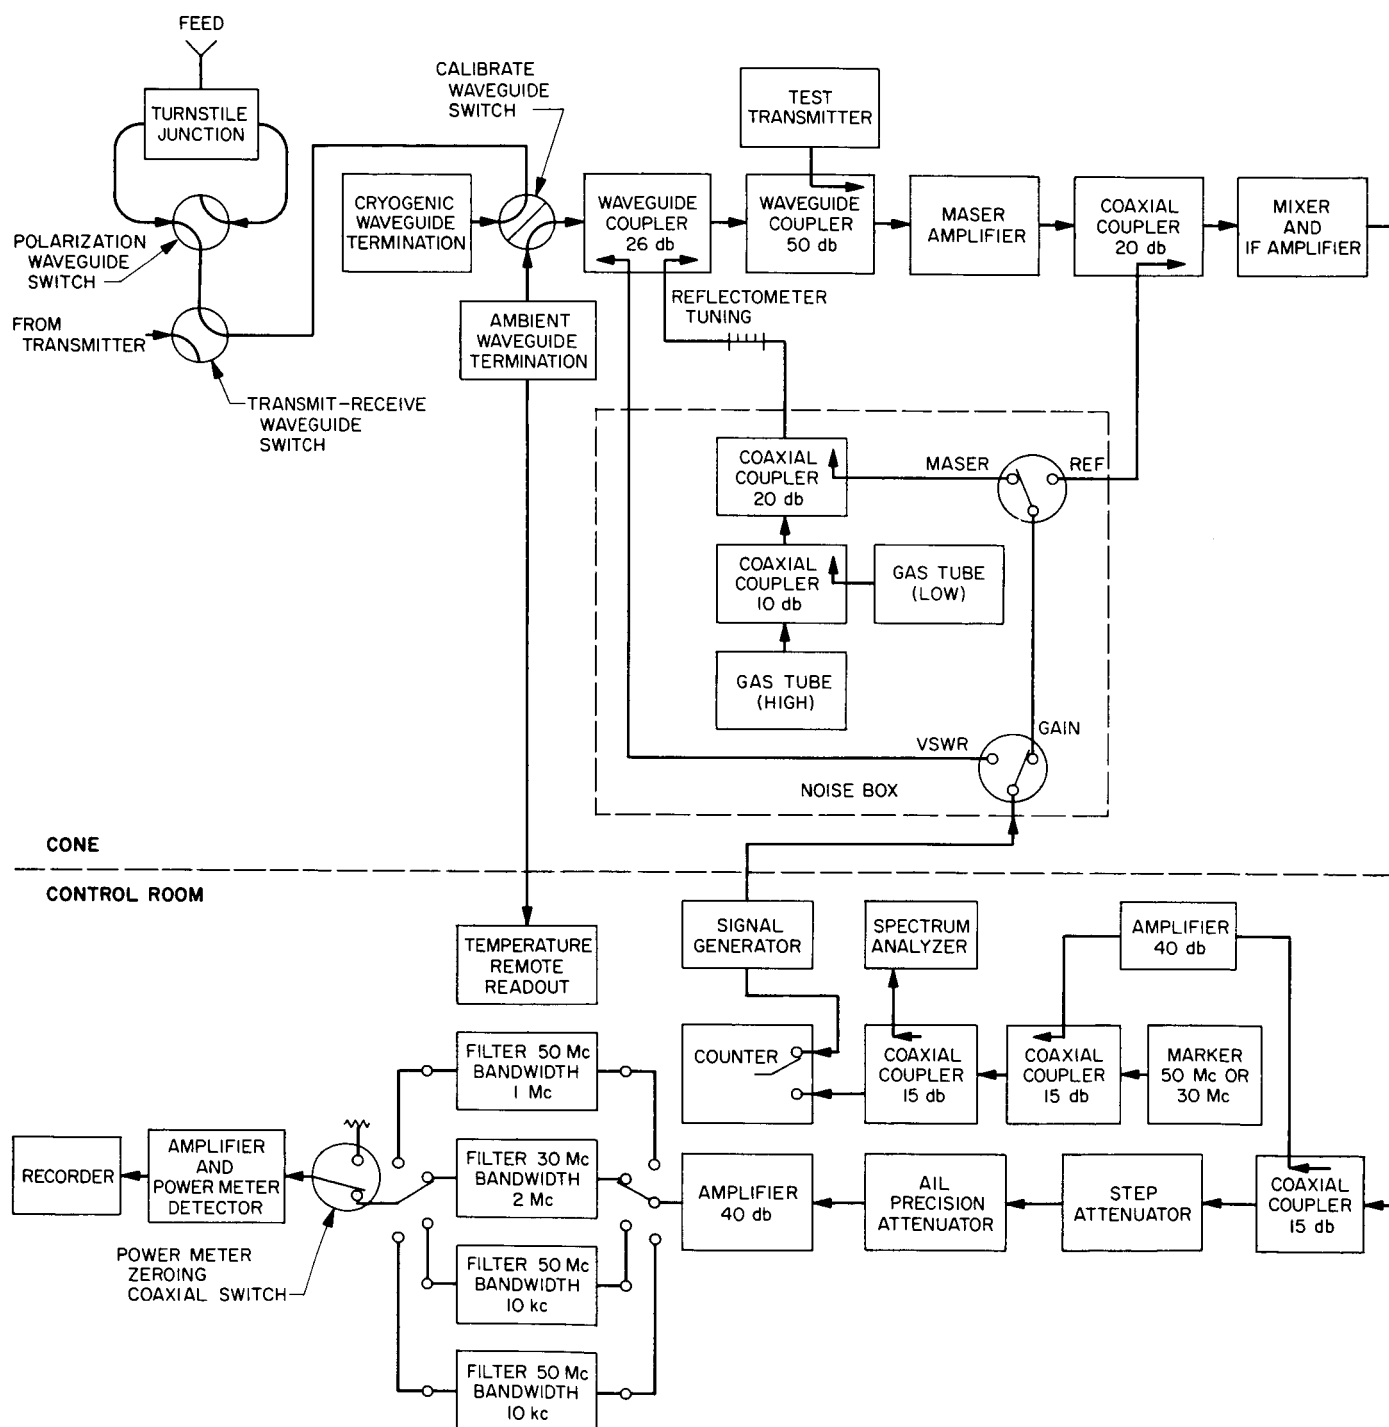 FEED
TURNSTILE
JUNCTION
CALIBRATE
WAVEGUIDE
SWITCH
TEST
TRANSMITTER
POLARIZATION
WAVEGUIDE
SWITCH
CRYOGENIC
WAVEGUIDE
TERMINATION
WAVEGUIDE
COUPLER
26 db
WAVEGUIDE
COUPLER
50 db
MASER
AMPLIFIER
COAXIAL
COUPLER
20 db
MIXER
AND
IF AMPLIFIER
FROM
TRANSMITTER
TRANSMIT-RECEIVE
WAVEGUIDE
SWITCH
AMBIENT
WAVEGUIDE
TERMINATION
REFLECTOMETER
TUNING
COAXIAL
COUPLER
20 db
MASER
REF
COAXIAL
COUPLER
10 db
GAS TUBE
(LOW)
GAS TUBE
(HIGH)
VSWR
GAIN
NOISE BOX
CONE
CONTROL ROOM
TEMPERATURE
REMOTE
READOUT
SIGNAL
GENERATOR
SPECTRUM
ANALYZER
AMPLIFIER
40 db
COUNTER
COAXIAL
COUPLER
15 db
COAXIAL
COUPLER
15 db
MARKER
50 Mc OR
30 Mc
FILTER 50 Mc
BANDWIDTH
1 Mc
RECORDER
AMPLIFIER
AND
POWER METER
DETECTOR
FILTER 30 Mc
BANDWIDTH
2 Mc
AMPLIFIER
40 db
AIL
PRECISION
ATTENUATOR
STEP
ATTENUATOR
COAXIAL
COUPLER
15 db
POWER METER
ZEROING
COAXIAL SWITCH
FILTER 50 Mc
BANDWIDTH
10 kc
FILTER 50 Mc
BANDWIDTH
10 kc